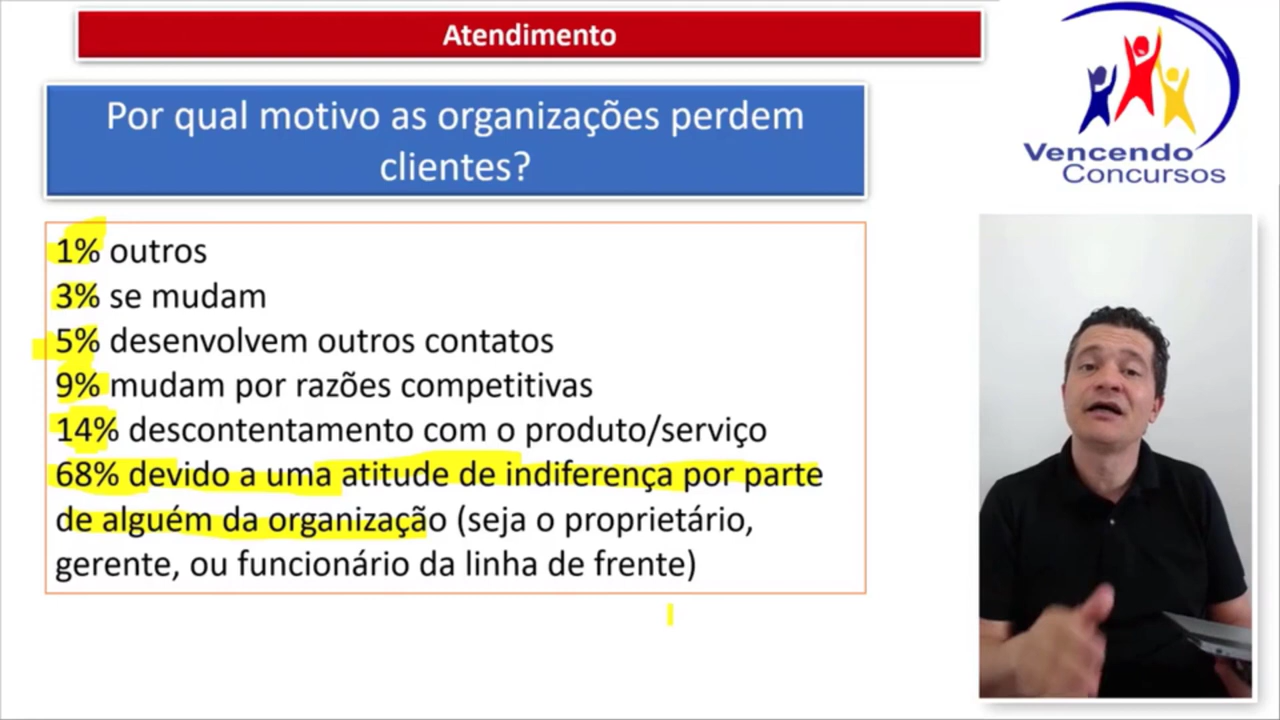 Atendimento
Por qual motivo as organizações perdem
clientes?
Vencendo
Concursos
1% outros
3% se mudam
5% desenvolvem outros contatos
9% mudam por razões competitivas
14% descontentamento com o produto/serviço
68% devido a uma atitude de indiferença por parte
de alguém da organização (seja o proprietário,
gerente, ou funcionário da linha de frente)